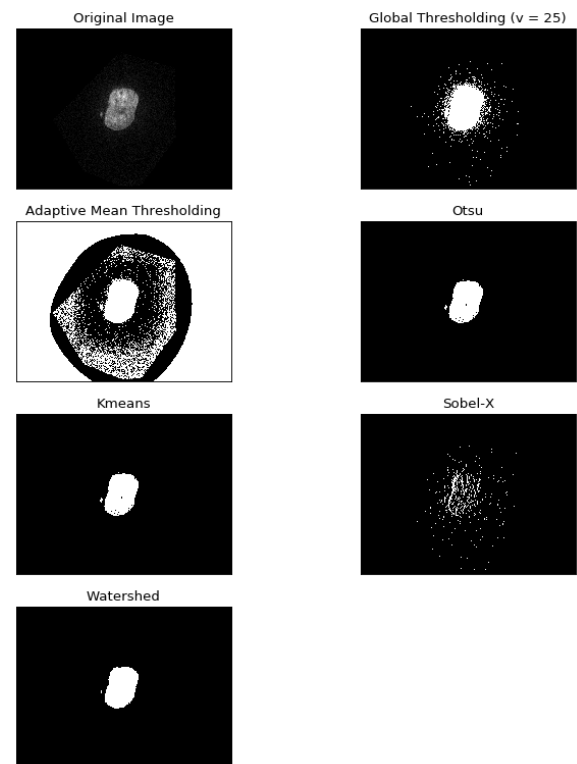 Original Image
Global Thresholding (v = 25)
Adaptive Mean Thresholding
Otsu
Kmeans
Sobel-X
Watershed